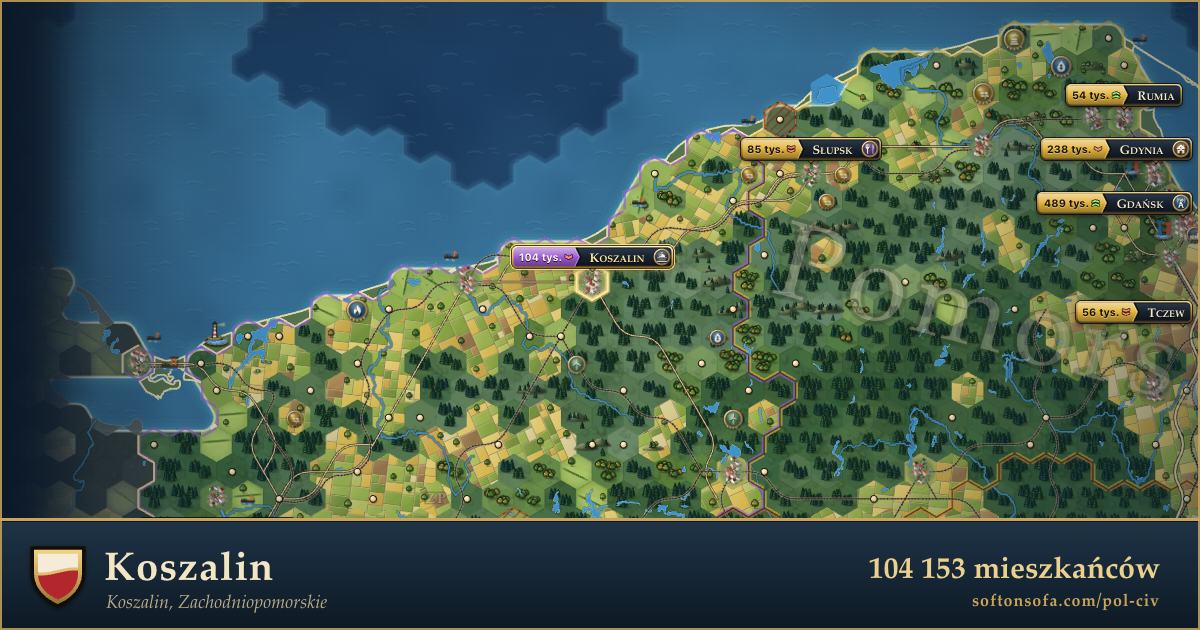 54 tys. Rumia
85 tys. Słupsk
238 tys. Gdynia
489 tys. Gdańsk
104 tys. Koszalin
Pomors
56 tys. Tczew
Koszalin
104 153 mieszkańców
Koszalin, Zachodniopomorskie
softonsofa.com/pol-civ